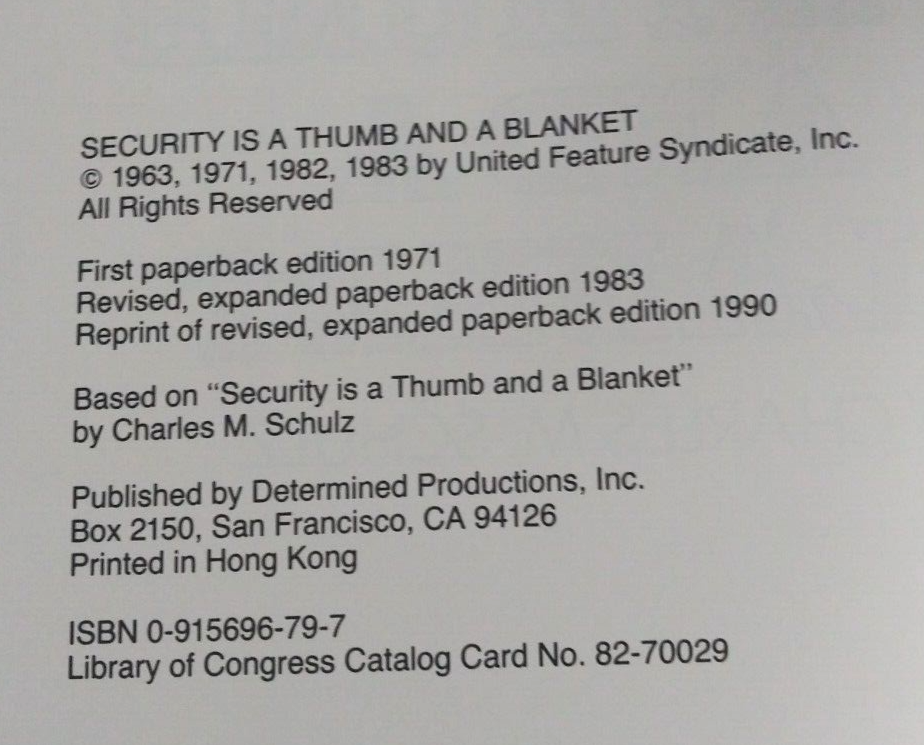 SECURITY IS A THUMB AND A BLANKET
© 1963, 1971, 1982, 1983 by United Feature Syndicate, Inc.
All Rights Reserved
First paperback edition 1971
Revised, expanded paperback edition 1983
Reprint of revised, expanded paperback edition 1990
Based on “Security is a Thumb and a Blanket”
by Charles M. Schulz
Published by Determined Productions, Inc.
Box 2150, San Francisco, CA 94126
Printed in Hong Kong
ISBN 0-915696-79-7
Library of Congress Catalog Card No. 82-70029